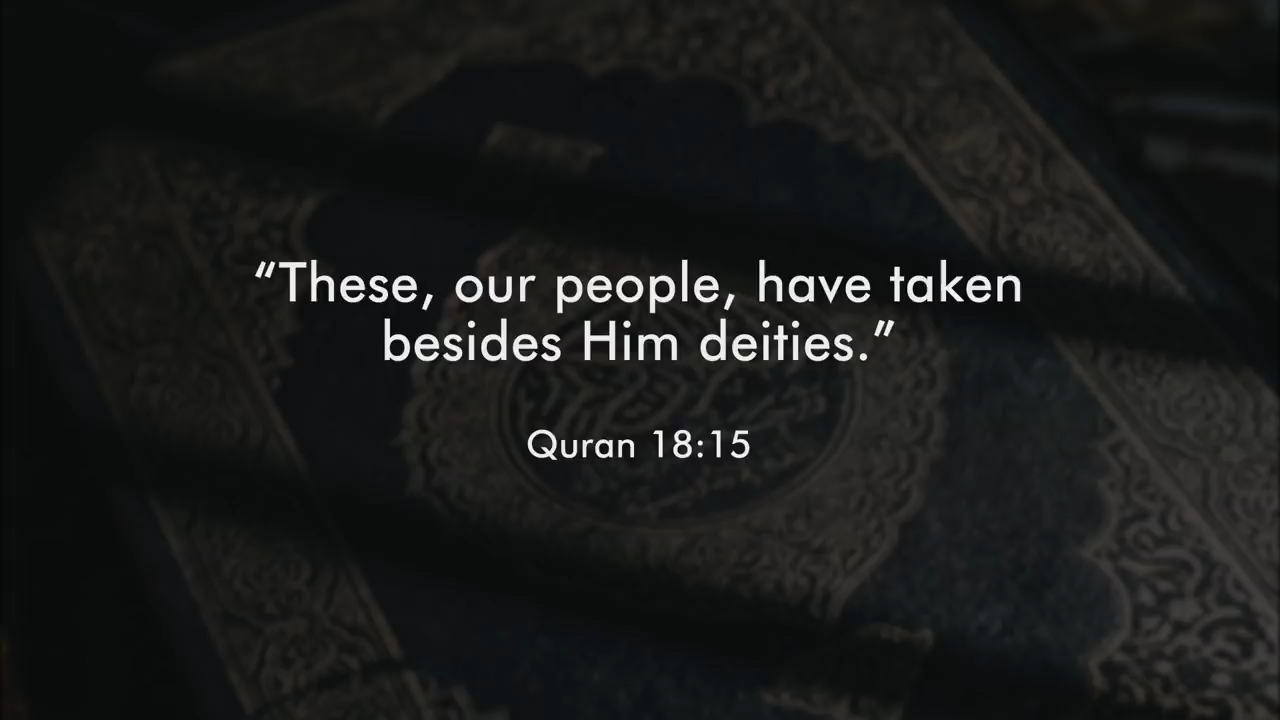 “These, our people, have taken
besides Him deities.”
Quran 18:15